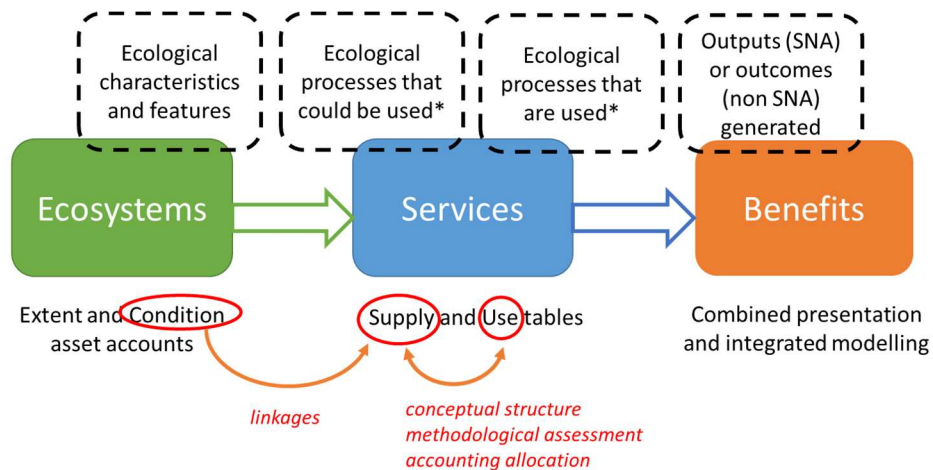 Ecological
characteristics
and features
Ecological
processes that
could be used*
Ecological
processes that
are used*
Outputs (SNA)
or outcomes
(non SNA)
generated
Ecosystems
Services
Benefits
Extent and Condition
asset accounts
Supply and Use tables
Combined presentation
and integrated modelling
linkages
conceptual structure
methodological assessment
accounting allocation